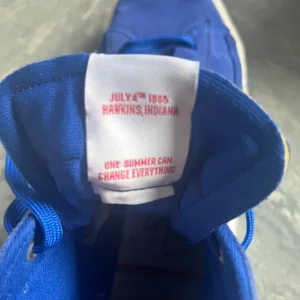 JULY 4TH 1985
HAWKINS, INDIANA
ONE SUMMER CAN
CHANGE EVERYTHING